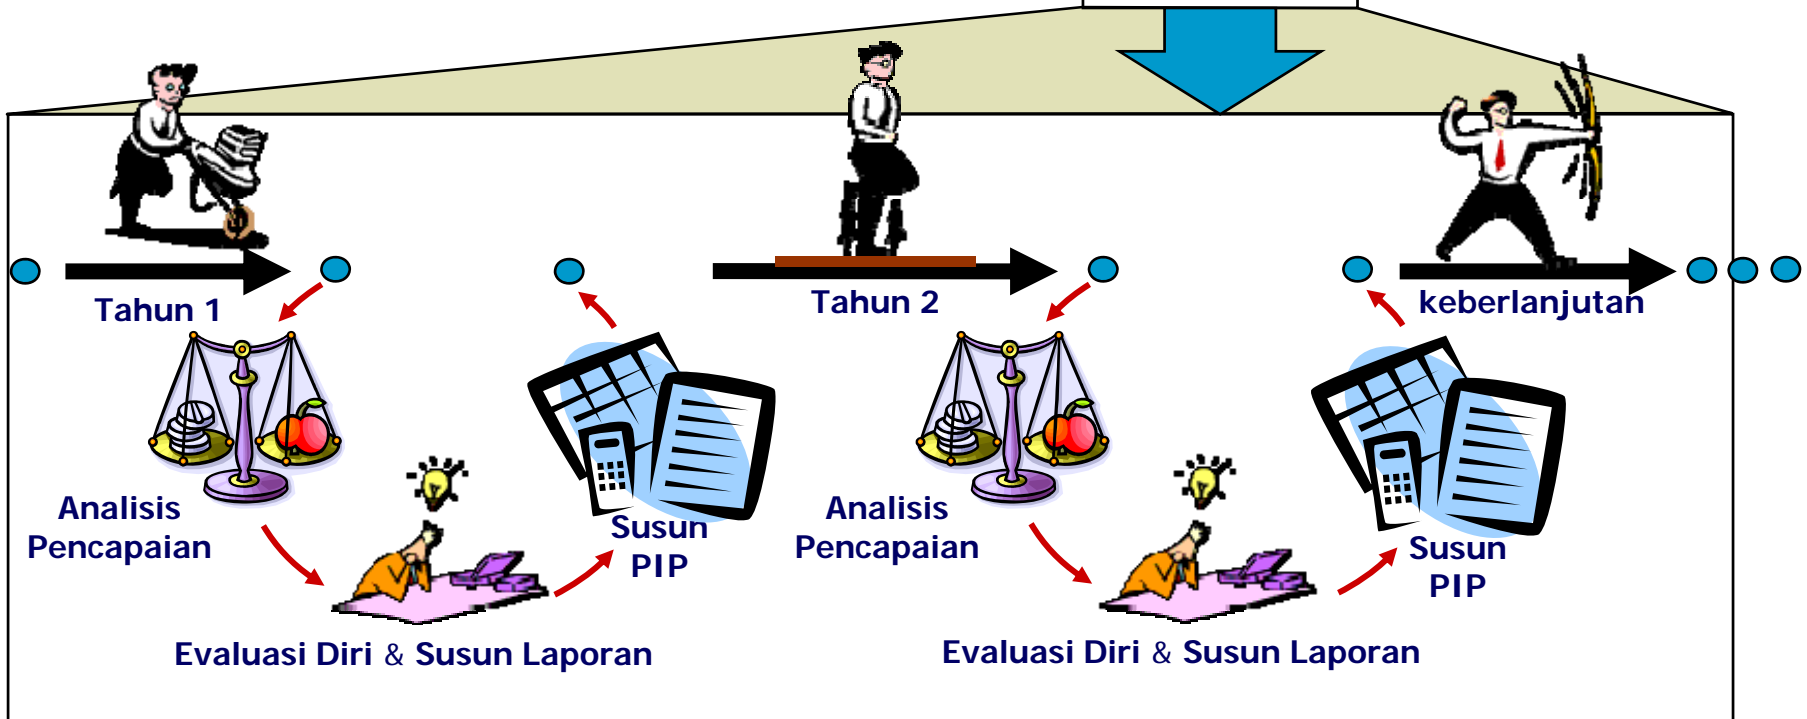 Tahun 1
Tahun 2
keberlanjutan
Analisis
Pencapaian
Susun
PIP
Evaluasi Diri & Susun Laporan
Analisis
Pencapaian
Susun
PIP
Evaluasi Diri & Susun Laporan